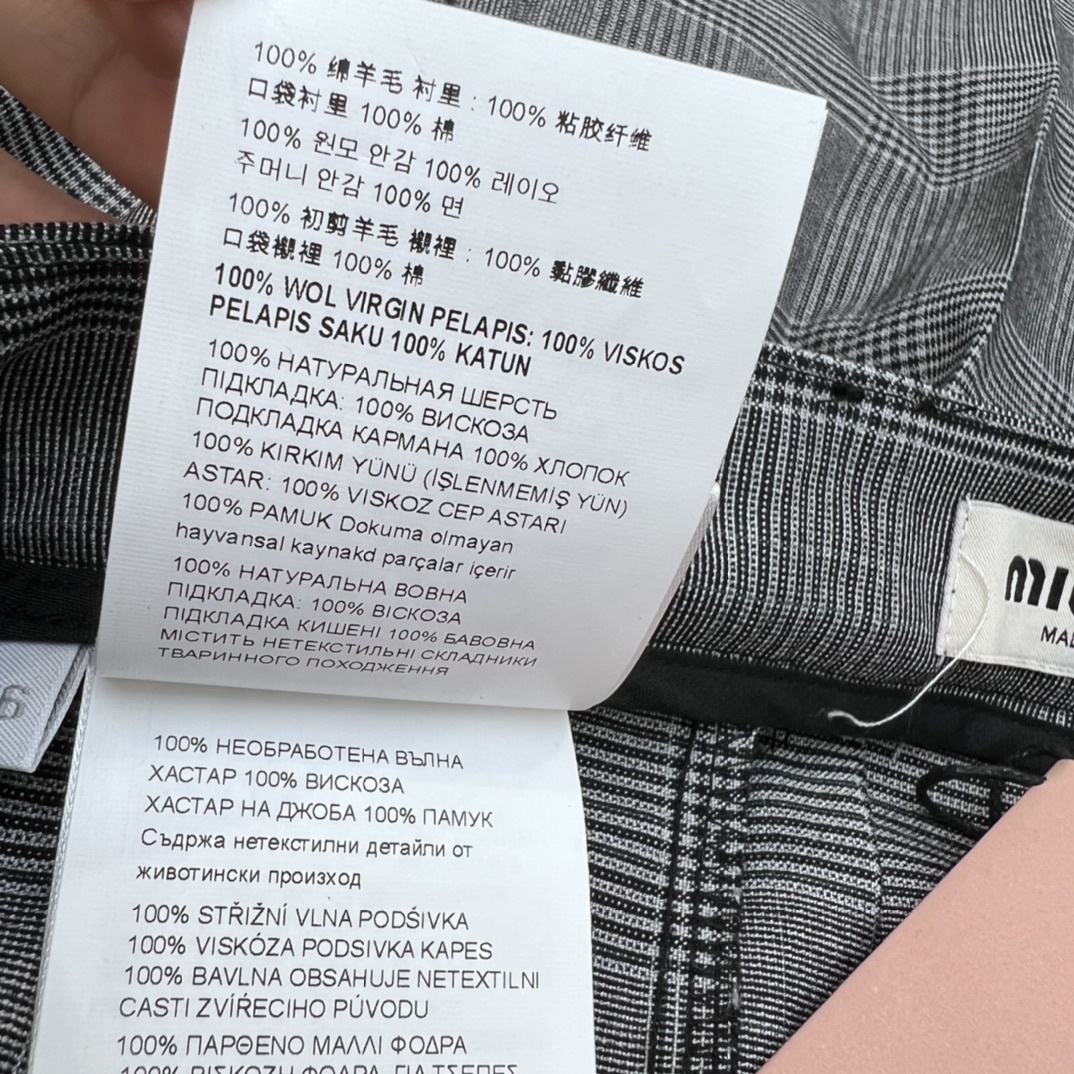 100% 绵羊毛 衬里 : 100% 粘胶纤维
口袋衬里 100% 棉
100% 원모 안감 100% 레이오
주머니 안감 100% 면
100% 初剪羊毛 襯裡 : 100% 黏膠纖維
口袋襯裡 100% 棉
100% WOL VIRGIN PELAPIS: 100% VISKOS
PELAPIS SAKU 100% KATUN
100% НАТУРАЛЬНАЯ ШЕРСТЬ
ПІДКЛАДКА: 100% ВИСКОЗА
ПОДКЛАДКА КАРМАНА 100% ХЛОПОК
100% KIRKIM YÜNÜ (İŞLENMEMİŞ YÜN)
ASTAR: 100% VISKOZ CEP ASTARI
100% PAMUK Dokuma olmayan
hayvansal kaynakd parçalar içerir
100% НАТУРАЛЬНА ВОВНА
ПІДКЛАДКА: 100% ВІСКОЗА
ПІДКЛАДКА КИШЕНІ 100% БАВОВНА
МІСТИТЬ НЕТЕКСТИЛЬНІ СКЛАДНИКИ
ТВАРИННОГО ПОХОДЖЕННЯ
100% НЕОБРАБОТЕНА ВЪЛНА
ХАСТАР 100% ВИСКОЗА
ХАСТАР НА ДЖОБА 100% ПАМУК
Съдържа нетекстилни детайли от
животински произход
100% STŘIŽNÍ VLNA PODŚIVKA
100% VISKÓZA PODSIVKA KAPES
100% BAVLNA OBSAHUJE NETEXTILNI
CASTI ZVÍŘECIHO PÚVODU
100% ΠΑΡΘΕΝΟ ΜΑΛΛΙ ΦΟΔΡΑ
100% ΒΙΣΚΟΖΗ ΦΟΔΡΑ ΓΙΑ ΤΣΕΠΕΣ